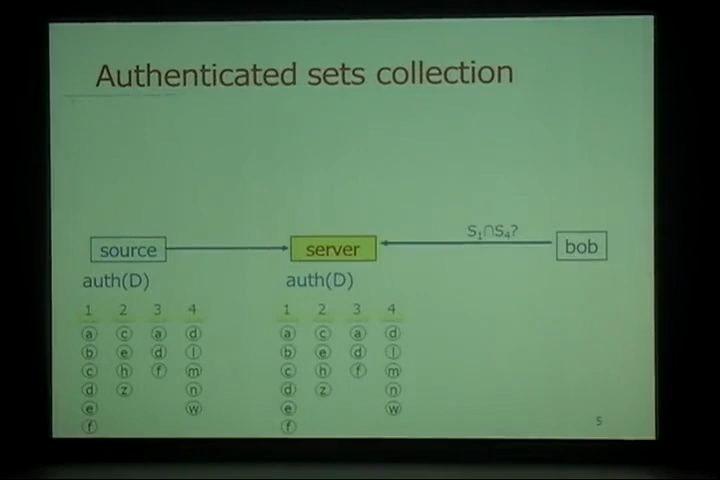 Authenticated sets collection
S₁∩S₄?
source server bob
auth(D) auth(D)
1 2 3 4 1 2 3 4
a c a d a c a d
b e d l b e d l
c h f m c h f m
d z n d z n
e w e w
f f
5